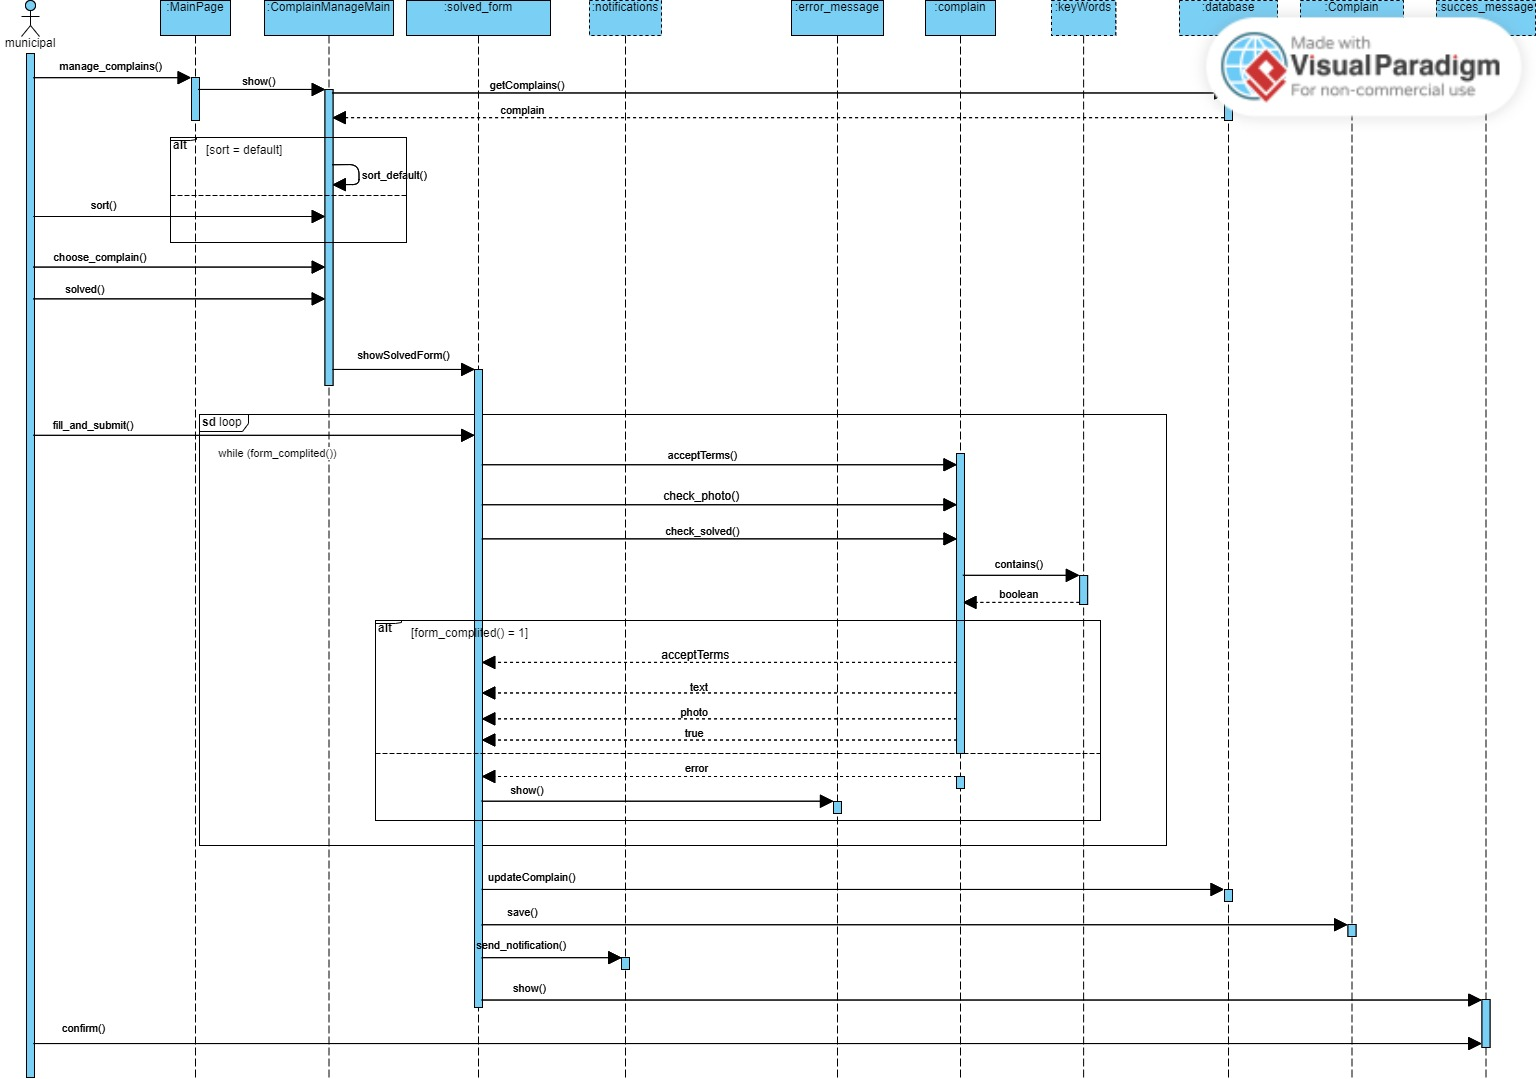 :MainPage
:ComplainManageMain
:solved_form
:notifications
:error_message
:complain
:keyWords
:database
:Complain
:succes_message
municipal
Made with
Visual Paradigm
For non-commercial use
manage_complains()
show()
getComplains()
complain
alt
[sort = default]
sort_default()
sort()
choose_complain()
solved()
showSolvedForm()
sd loop
fill_and_submit()
while (form_complited())
acceptTerms()
check_photo()
check_solved()
contains()
boolean
alt
[form_complited() = 1]
acceptTerms
text
photo
true
error
show()
updateComplain()
save()
send_notification()
show()
confirm()